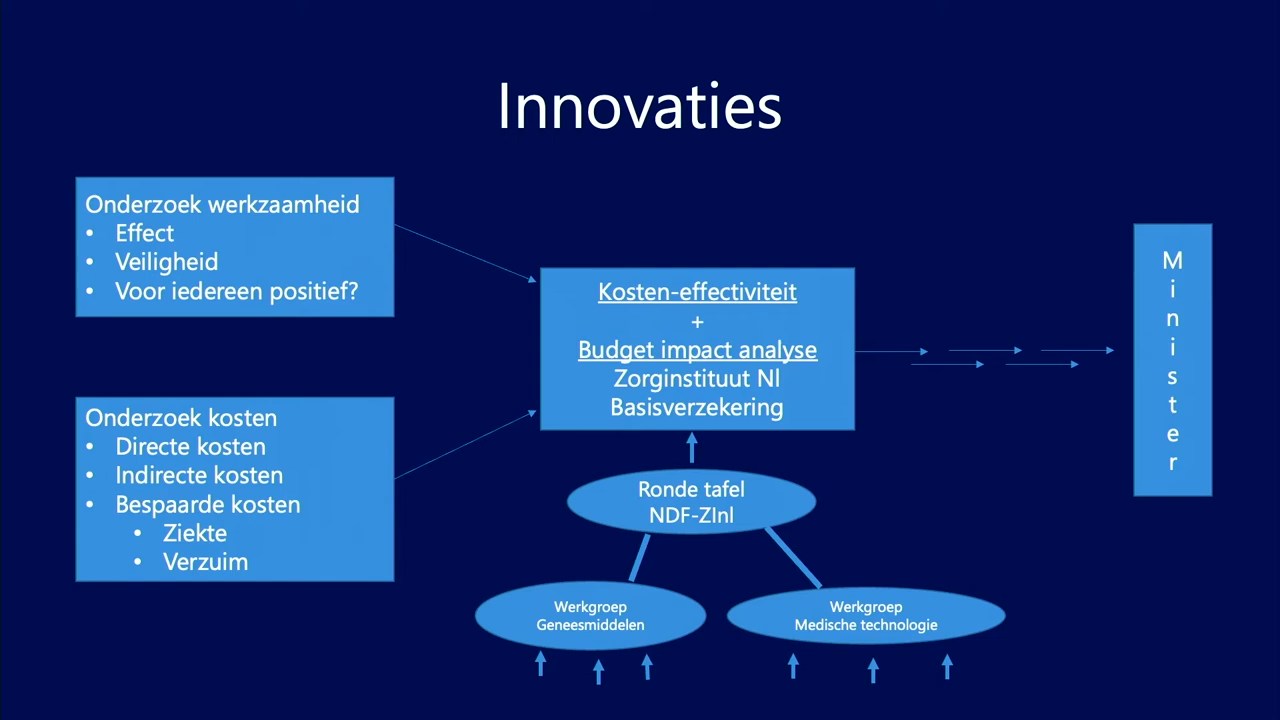 Innovaties
Onderzoek werkzaamheid
• Effect
• Veiligheid
• Voor iedereen positief?
Onderzoek kosten
• Directe kosten
• Indirecte kosten
• Bespaarde kosten
• Ziekte
• Verzuim
Kosten-effectiviteit
+
Budget impact analyse
Zorginstituut Nl
Basisverzekering
Ronde tafel
NDF-ZInl
Werkgroep
Geneesmiddelen
Werkgroep
Medische technologie
M
i
n
i
s
t
e
r